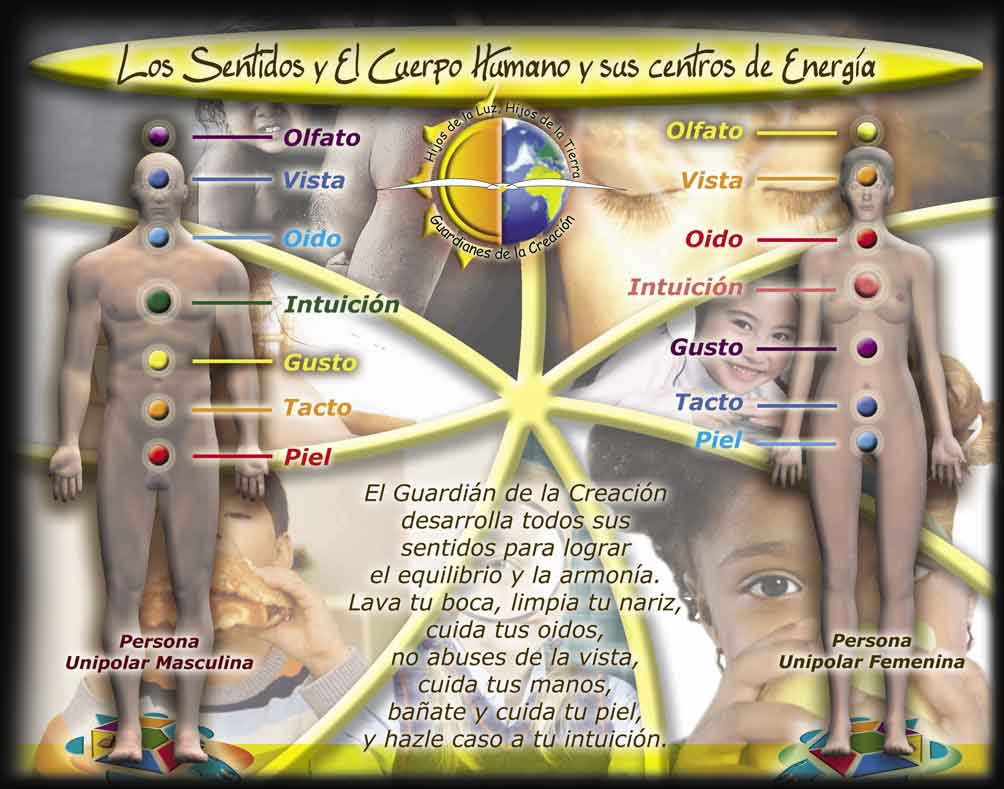 Los Sentidos y El Cuerpo Humano y sus centros de Energía
Hijos de la Luz, Hijos de la Tierra
Guardianes de la Creación
Olfato
Vista
Oido
Intuición
Gusto
Tacto
Piel
Olfato
Vista
Oido
Intuición
Gusto
Tacto
Piel
El Guardián de la Creación
desarrolla todos sus
sentidos para lograr
el equilibrio y la armonía.
Lava tu boca, limpia tu nariz,
cuida tus oidos,
no abuses de la vista,
cuida tus manos,
bañate y cuida tu piel,
y hazle caso a tu intuición.
Persona
Unipolar Masculina
Persona
Unipolar Femenina